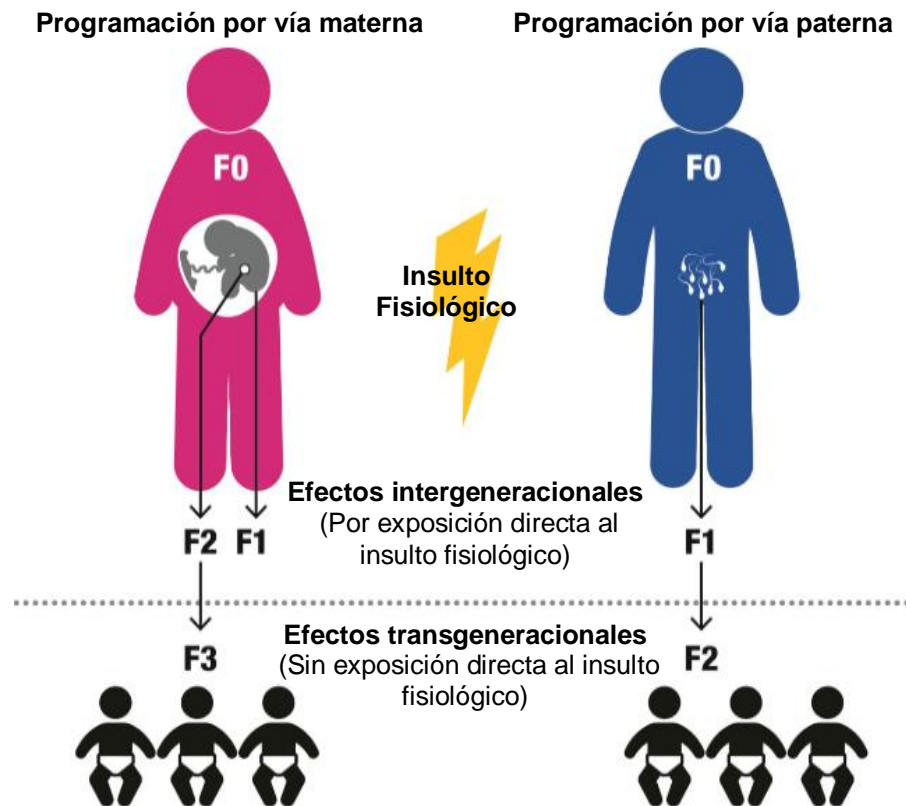 Programación por vía materna
Programación por vía paterna
F0
F0
Insulto
Fisiológico
Efectos intergeneracionales
(Por exposición directa al
insulto fisiológico)
F2 F1
F1
Efectos transgeneracionales
(Sin exposición directa al insulto
fisiológico)
F3
F2